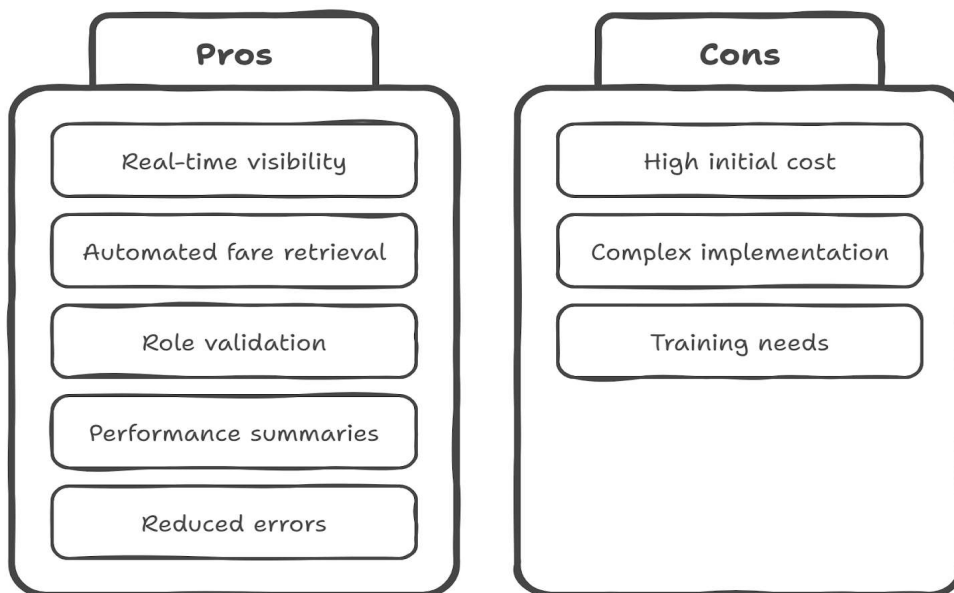 Pros
Real-time visibility
Automated fare retrieval
Role validation
Performance summaries
Reduced errors
Cons
High initial cost
Complex implementation
Training needs